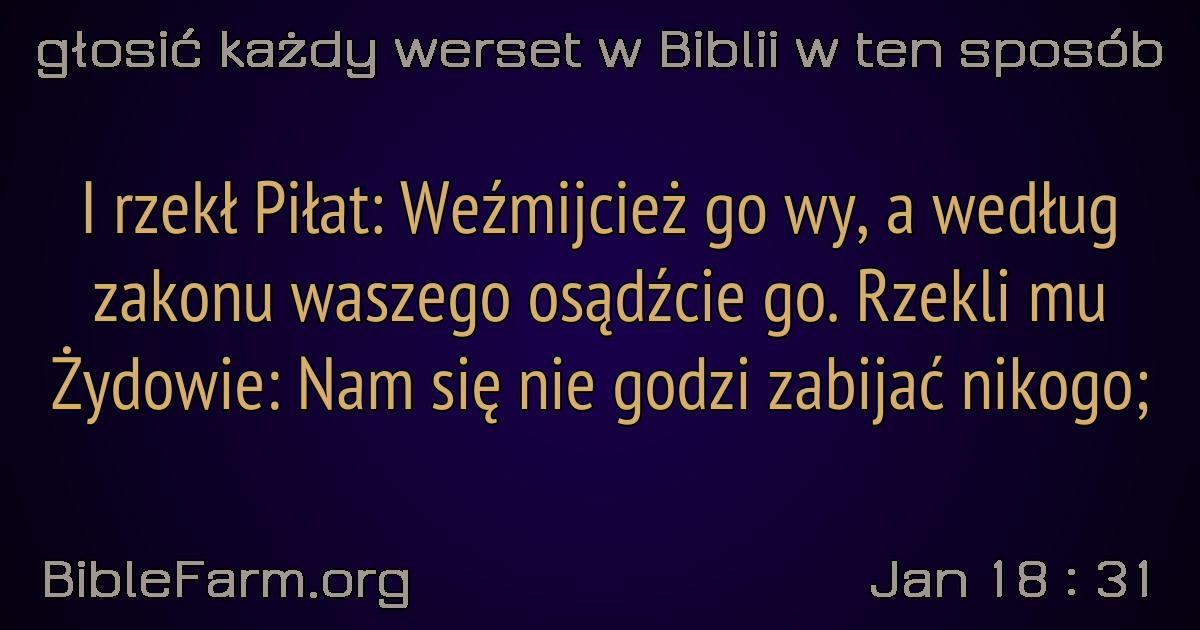 głosić każdy werset w Biblii w ten sposób
I rzekł Piłat: Weźmijcież go wy, a według
zakonu waszego osądźcie go. Rzekli mu
Żydowie: Nam się nie godzi zabijać nikogo;
BibleFarm.org
Jan 18 : 31